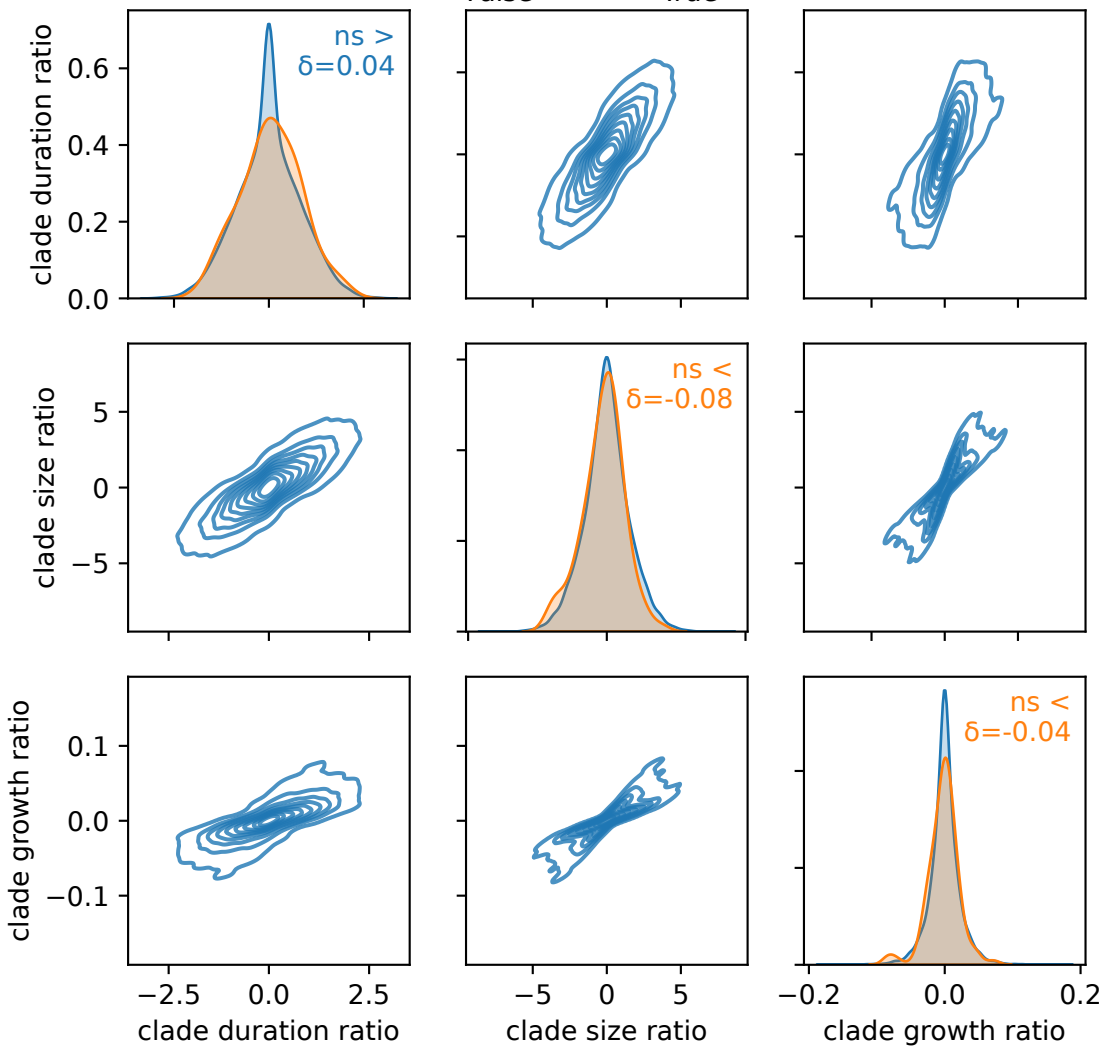 ns >
δ=0.04
0.6
0.4
0.2
0.0
clade duration ratio
ns <
δ=-0.08
5
0
−5
clade size ratio
ns <
δ=-0.04
0.1
0.0
−0.1
clade growth ratio
−2.5 0.0 2.5 −5 0 5 −0.2 0.0 0.2
clade duration ratio clade size ratio clade growth ratio